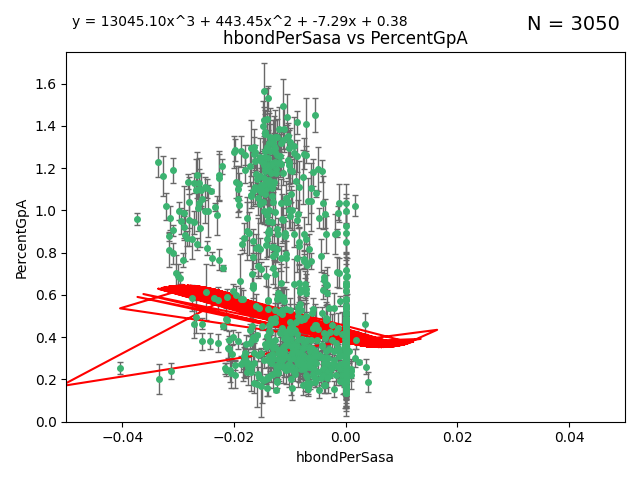 y = 13045.10x^3 + 443.45x^2 + -7.29x + 0.38
N = 3050
hbondPerSasa vs PercentGpA
PercentGpA
1.6
1.4
1.2
1.0
0.8
0.6
0.4
0.2
0.0
−0.04 −0.02 0.00 0.02 0.04
hbondPerSasa